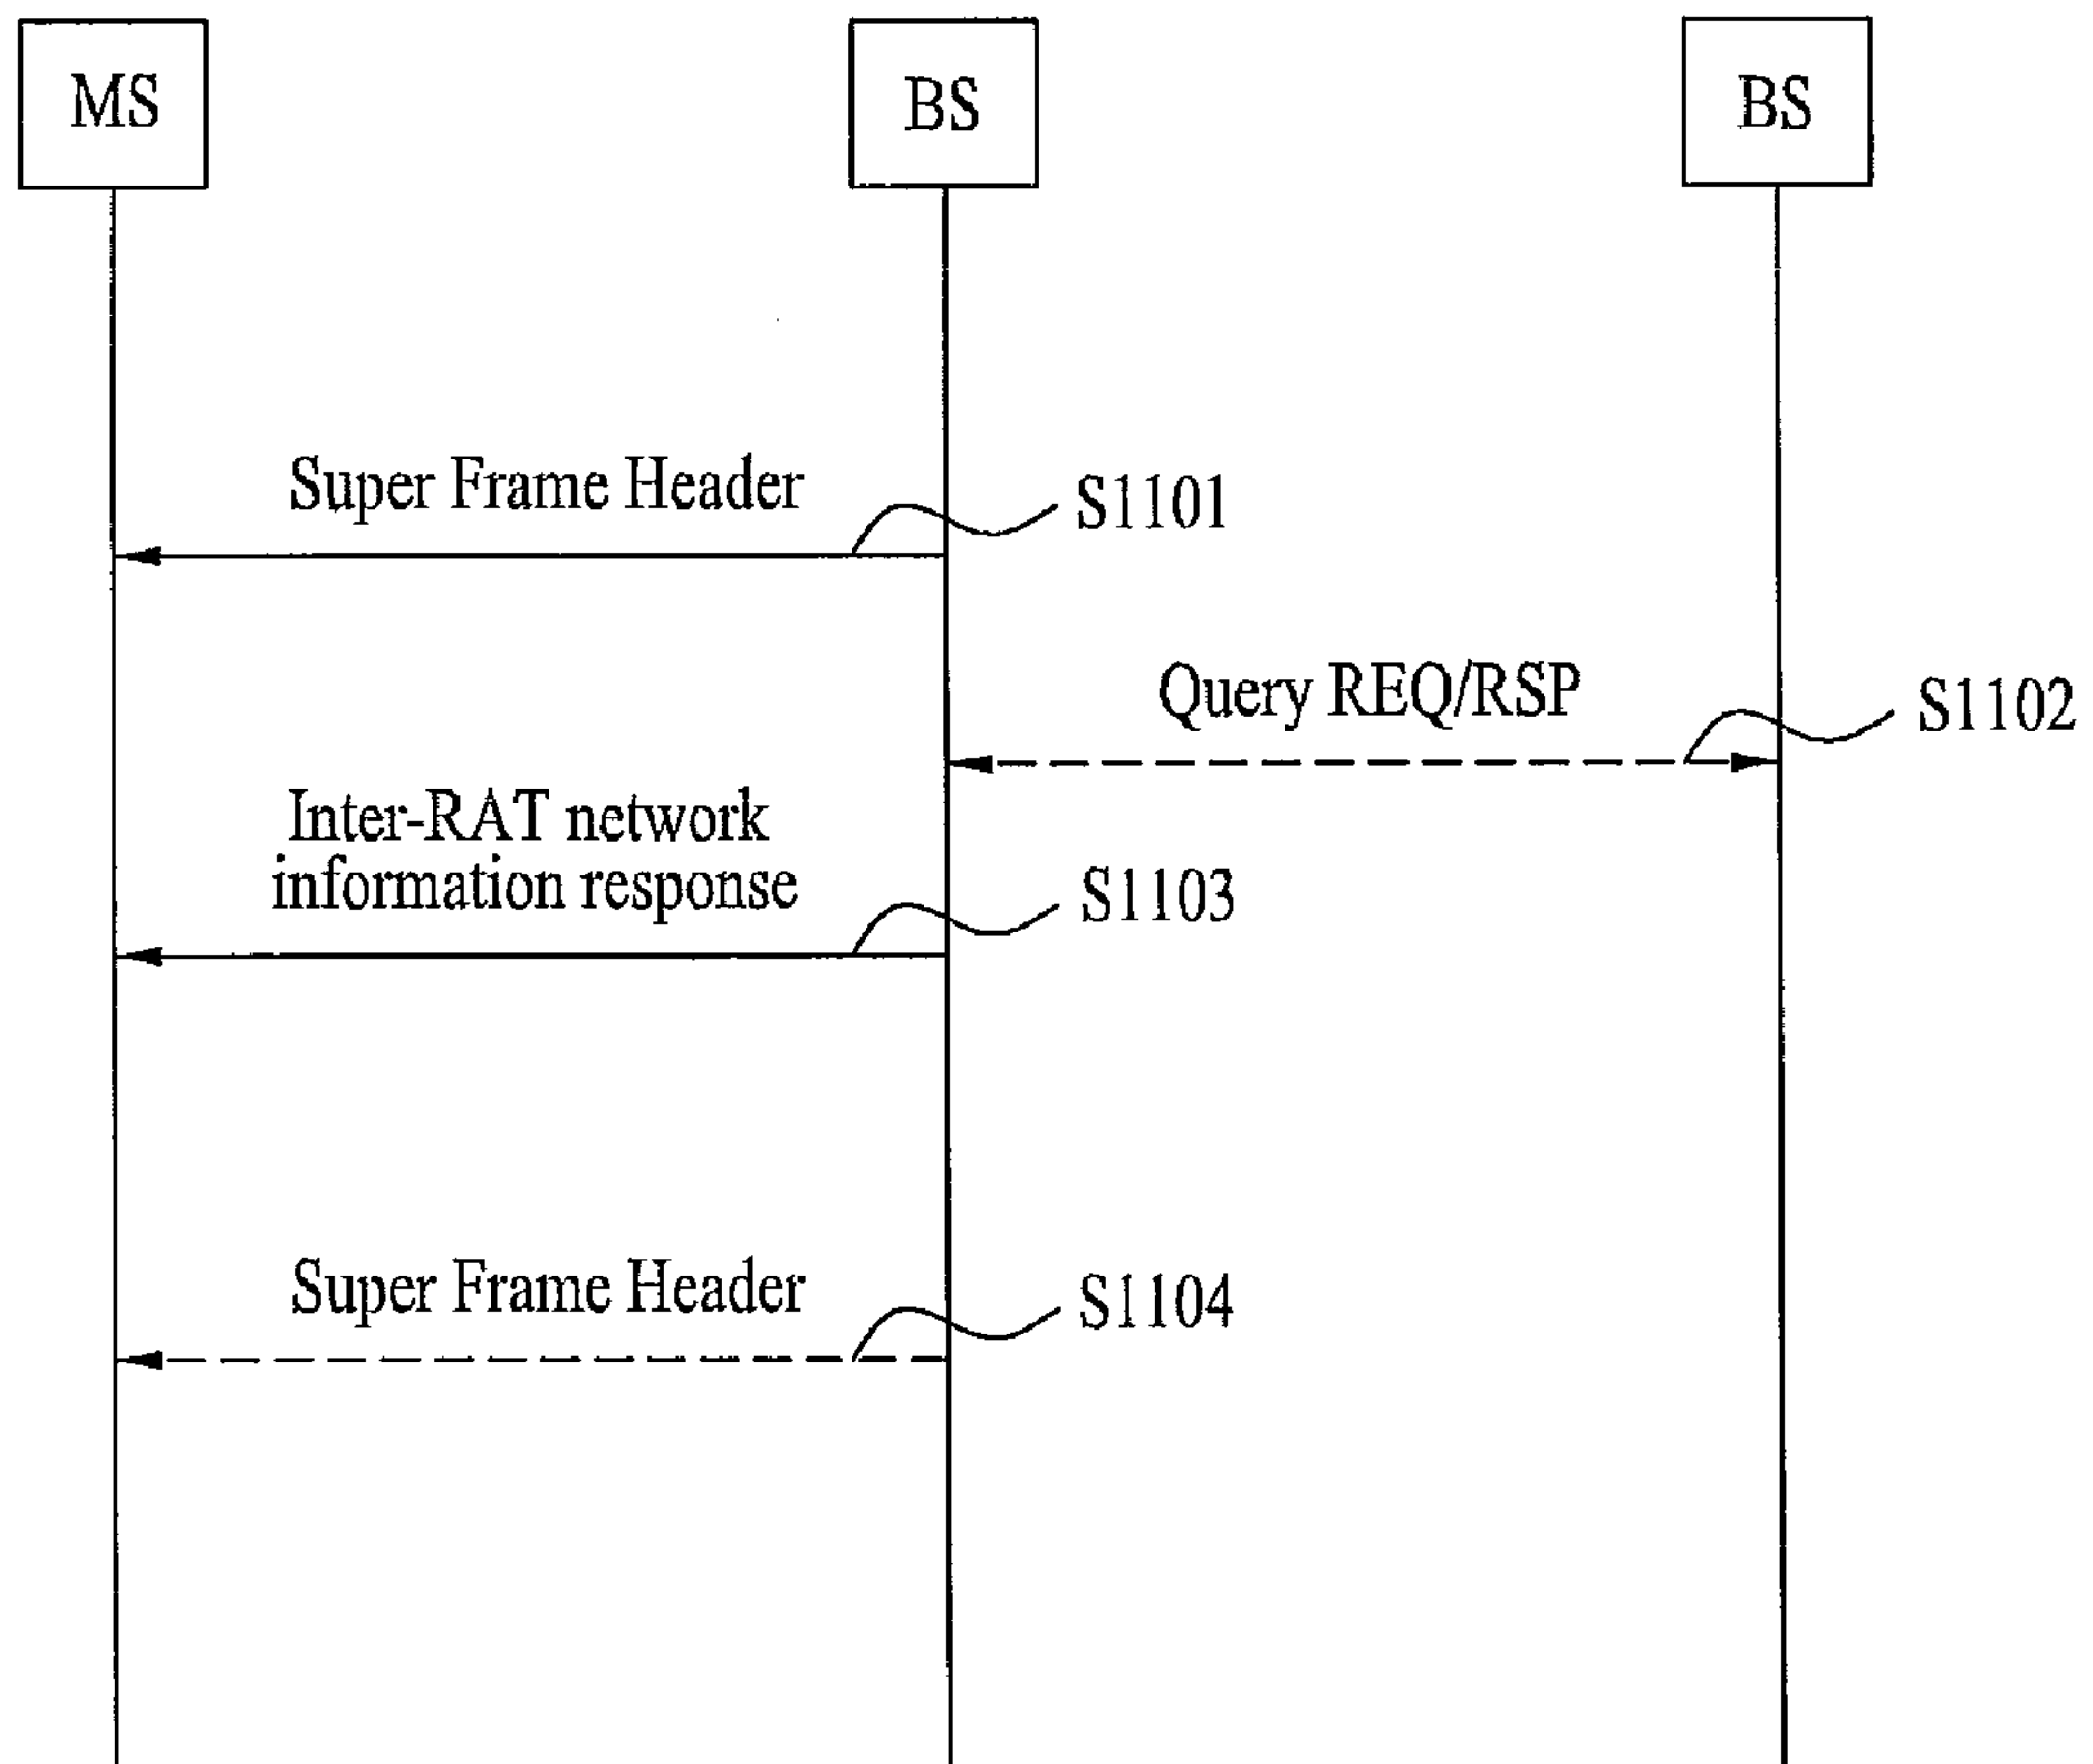 MS
BS
BS
Super Frame Header
S1101
Query REQ/RSP
S1102
Inter-RAT network
information response
S1103
Super Frame Header
S1104